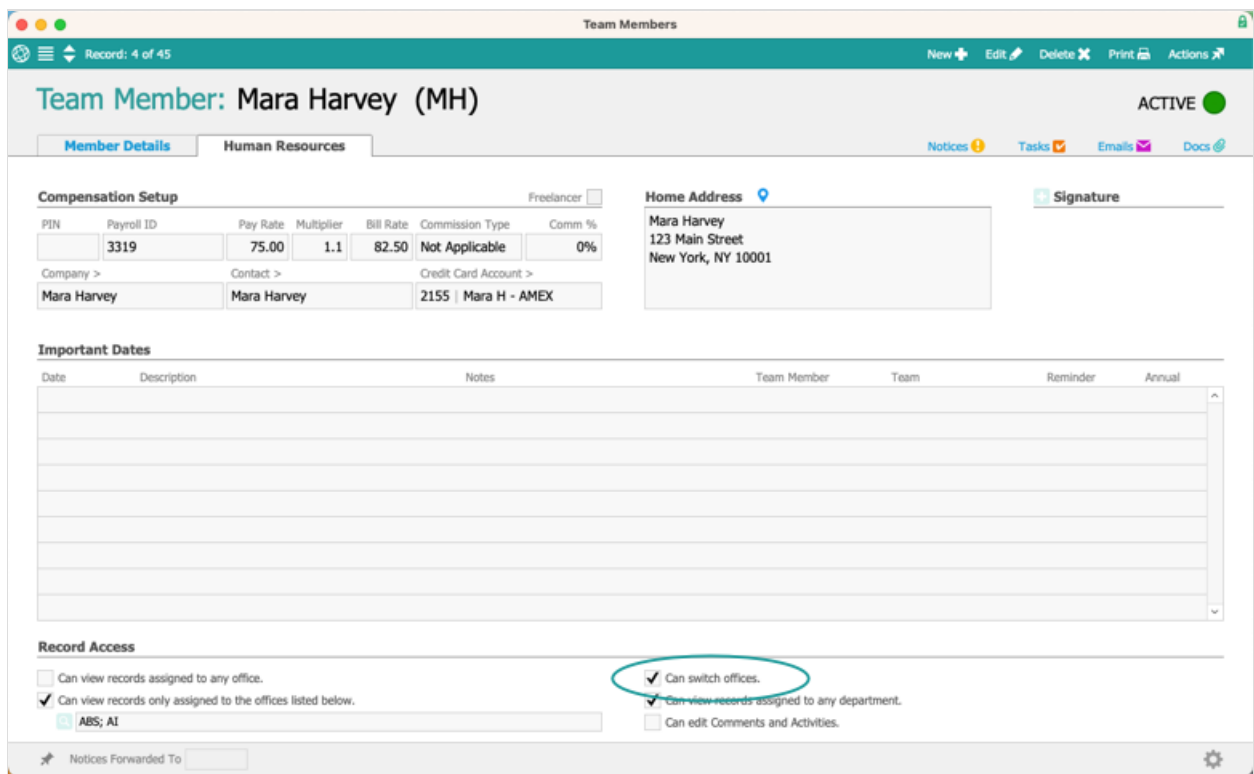 Team Members
Record: 4 of 45 New Edit Delete Print Actions
Team Member: Mara Harvey (MH) ACTIVE
Member Details Human Resources Notices Tasks Emails Docs
Compensation Setup Freelancer Home Address Signature
PIN Payroll ID Pay Rate Multiplier Bill Rate Commission Type Comm %
3319 75.00 1.1 82.50 Not Applicable 0%
Mara Harvey
123 Main Street
New York, NY 10001
Company > Contact > Credit Card Account >
Mara Harvey Mara Harvey 2155 | Mara H - AMEX
Important Dates
Date Description Notes Team Member Team Reminder Annual
Record Access
Can view records assigned to any office. Can switch offices.
Can view records only assigned to the offices listed below. Can view records assigned to any department.
ABS; AI Can edit Comments and Activities.
Notices Forwarded To